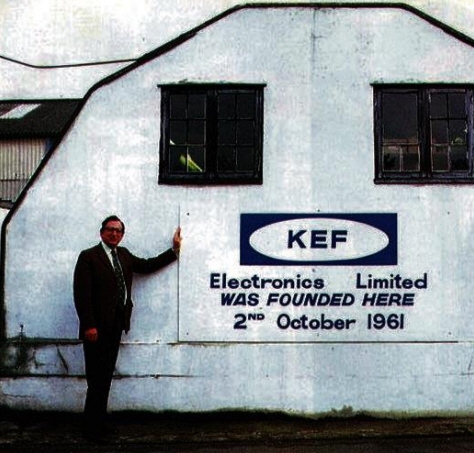 KEF
Electronics Limited
WAS FOUNDED HERE
2ND October 1961